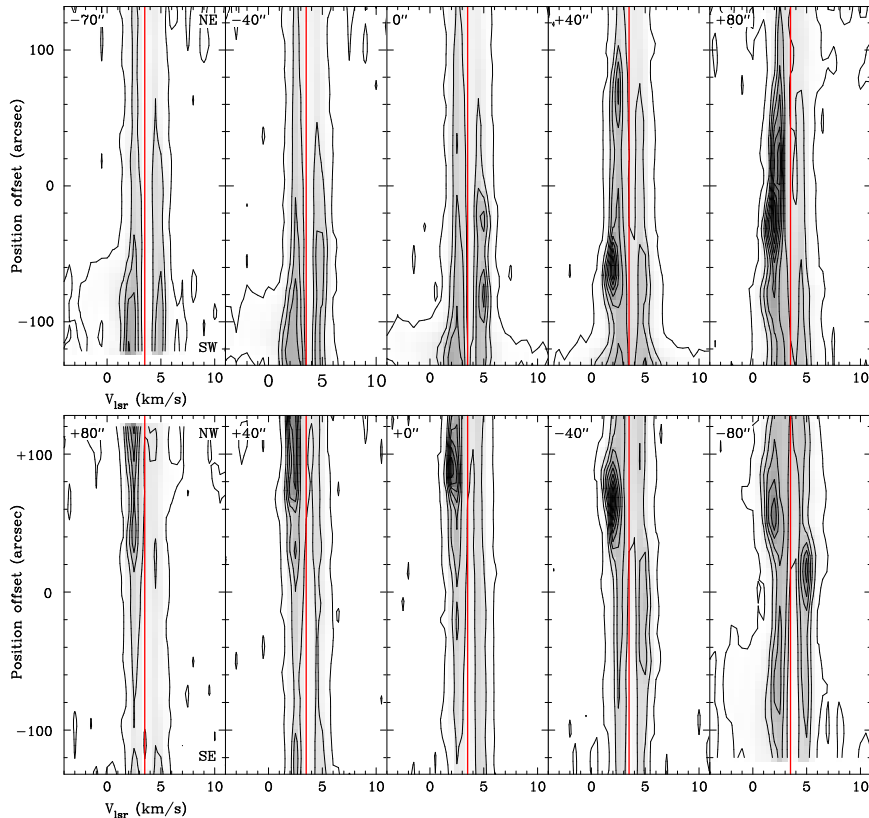 −70″ NE −40″ 0″ +40″ +80″
100
0
−100
Position offset (arcsec)
SW
0 5 10 0 5 10 0 5 10 0 5 10 0 5 10
V_lsr (km/s)
+80″ NW +40″ +0″ −40″ −80″
+100
0
−100
Position offset (arcsec)
SE
0 5 10 0 5 10 0 5 10 0 5 10 0 5 10
V_lsr (km/s)